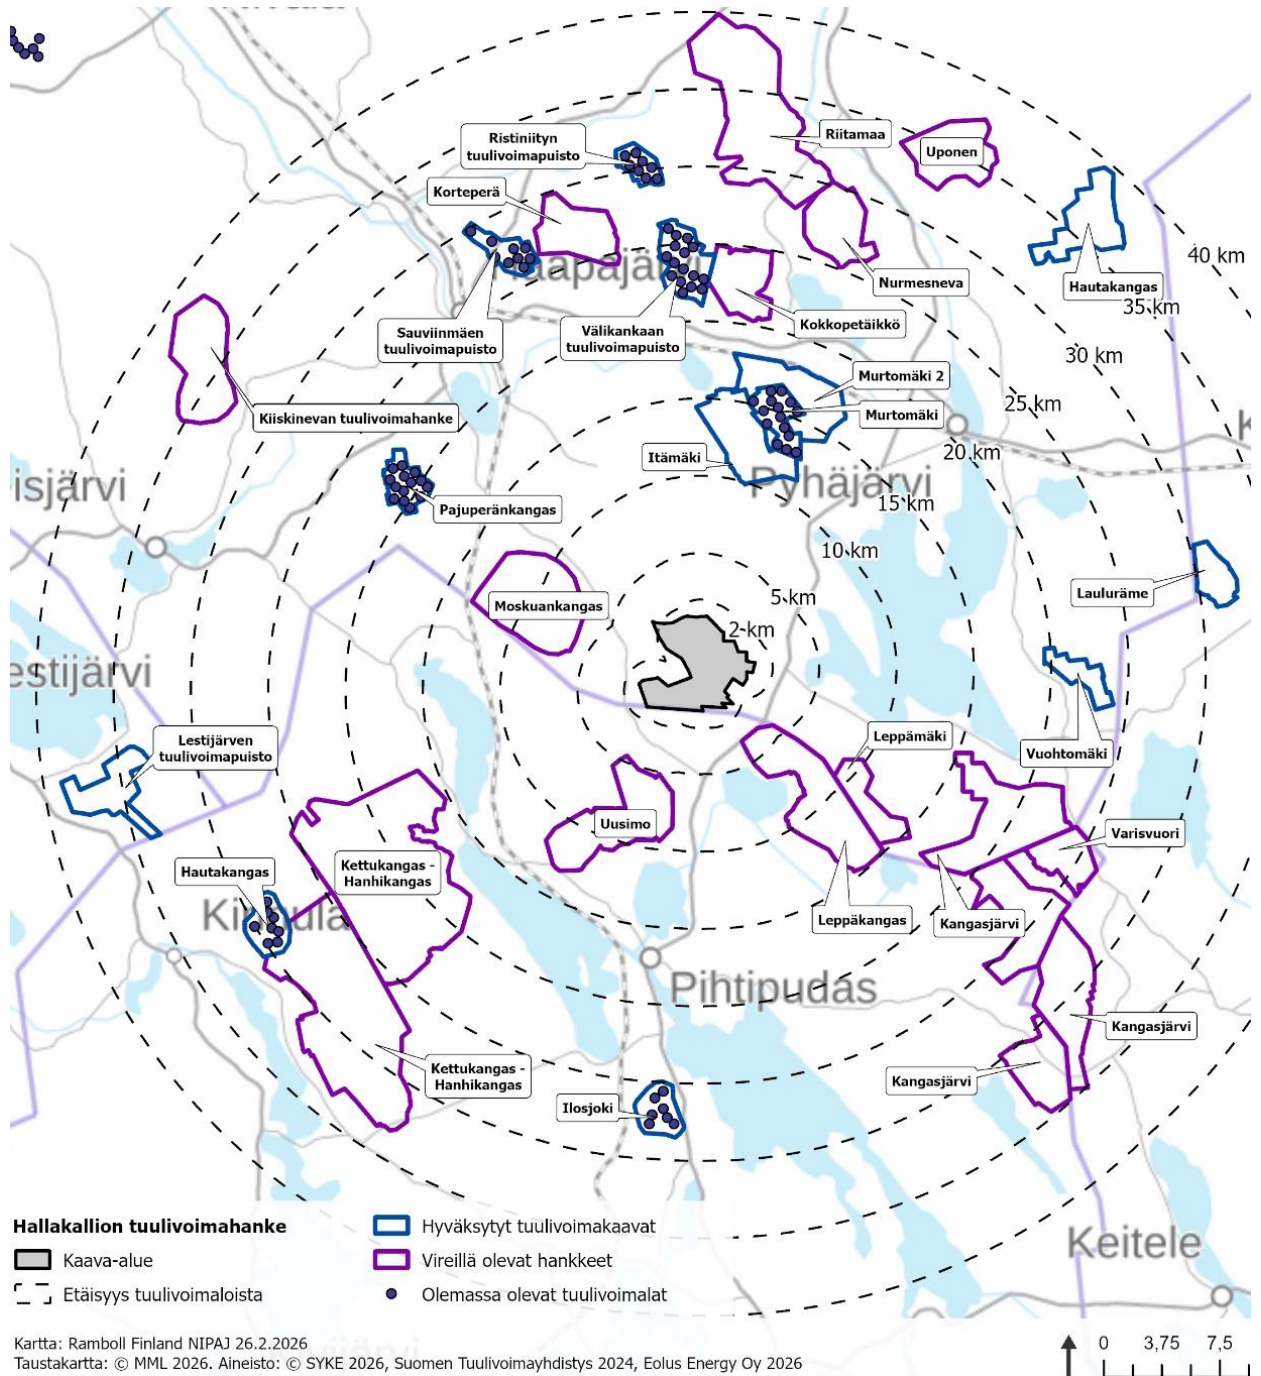 Riitamaa
Uponen
Ristiniityn
tuulivoimapuisto
Korteperä
Haapajärvi
Nurmesneva
Hautakangas
40 km
35 km
Sauviinmäen
tuulivoimapuisto
Välikankaan
tuulivoimapuisto
Kokkopetäikkö
30 km
Murtomäki 2
Murtomäki
25 km
Kiiskinevan tuulivoimahanke
Itämäki
20 km
isjärvi
Pyhäjärvi
15 km
Pajuperänkangas
10 km
Lauluräme
5 km
Moskuankangas
2 km
estijärvi
Lestijärven
tuulivoimapuisto
Leppämäki
Vuohtomäki
Uusimo
Varisvuori
Kettukangas -
Hanhikangas
Hautakangas
Kinnula
Leppäkangas
Kangasjärvi
Pihtipudas
Kangasjärvi
Kettukangas -
Hanhikangas
Kangasjärvi
Ilosjoki
Keitele
Hallakallion tuulivoimahanke
Kaava-alue
Etäisyys tuulivoimaloista
Hyväksytyt tuulivoimakaavat
Vireillä olevat hankkeet
Olemassa olevat tuulivoimalat
Kartta: Ramboll Finland NIPAJ 26.2.2026
Taustakartta: © MML 2026. Aineisto: © SYKE 2026, Suomen Tuulivoimayhdistys 2024, Eolus Energy Oy 2026
0 3,75 7,5